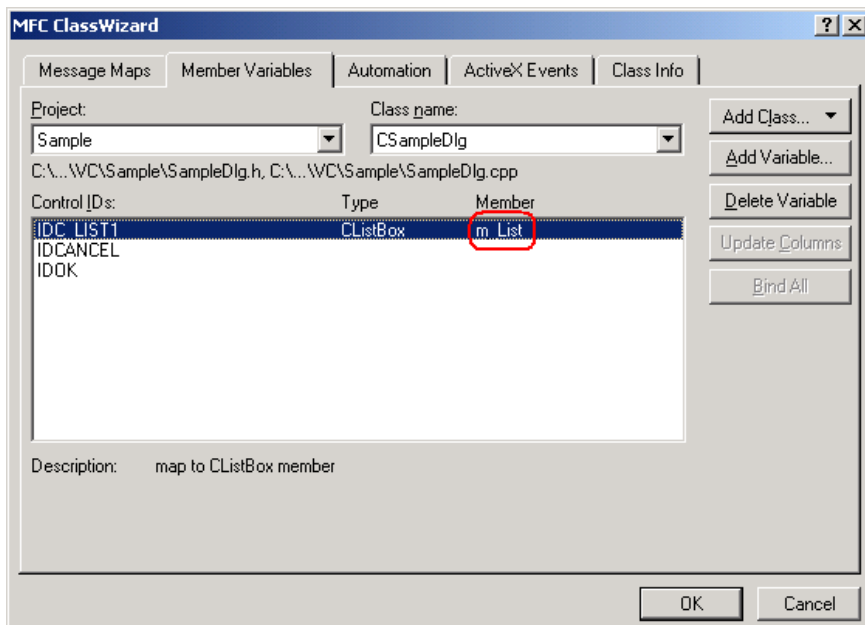 MFC ClassWizard
Message Maps Member Variables Automation ActiveX Events Class Info
Project: Class name:
Sample CSampleDlg
C:\...\VC\Sample\SampleDlg.h, C:\...\VC\Sample\SampleDlg.cpp
Control IDs: Type Member
IDC_LIST1 CListBox m_List
IDCANCEL
IDOK
Description: map to CListBox member
Add Class...
Add Variable...
Delete Variable
Update Columns
Bind All
OK Cancel